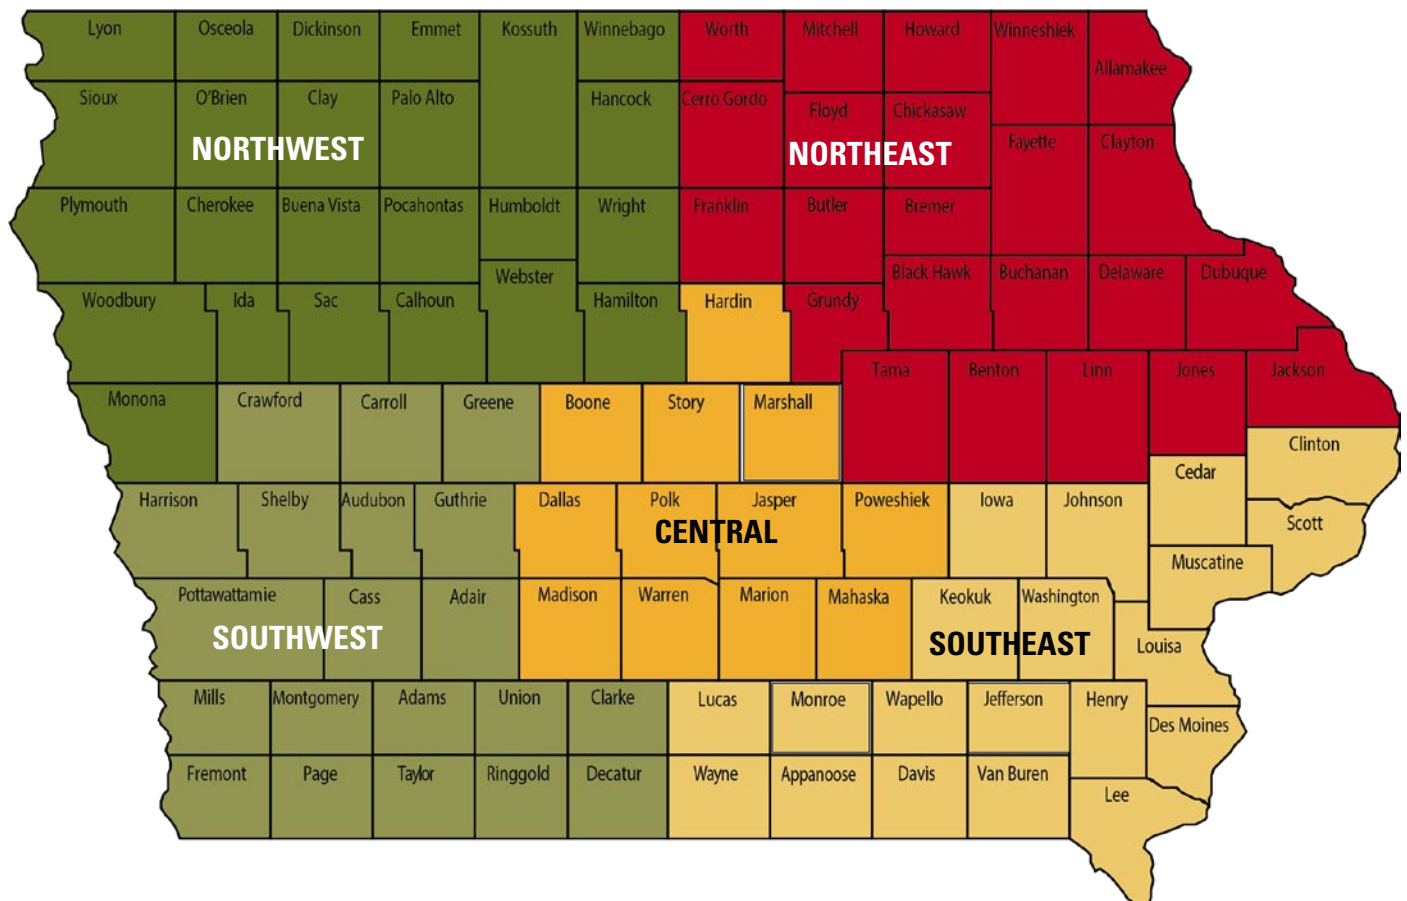 Lyon Osceola Dickinson Emmet Kossuth Winnebago Worth Mitchell Howard Winneshiek
Allamakee
Sioux O'Brien Clay Palo Alto Hancock Cerro Gordo Floyd Chickasaw
NORTHWEST NORTHEAST
Fayette Clayton
Plymouth Cherokee Buena Vista Pocahontas Humboldt Wright Franklin Butler Bremer
Webster Black Hawk Buchanan Delaware Dubuque
Woodbury Ida Sac Calhoun Hamilton Hardin Grundy
Tama Benton Linn Jones Jackson
Monona Crawford Carroll Greene Boone Story Marshall
Clinton
Cedar
Harrison Shelby Audubon Guthrie Dallas Polk Jasper Poweshiek Iowa Johnson
Scott
CENTRAL
Muscatine
Pottawattamie Cass Adair Madison Warren Marion Mahaska Keokuk Washington
SOUTHWEST SOUTHEAST
Louisa
Mills Montgomery Adams Union Clarke Lucas Monroe Wapello Jefferson Henry
Des Moines
Fremont Page Taylor Ringgold Decatur Wayne Appanoose Davis Van Buren
Lee